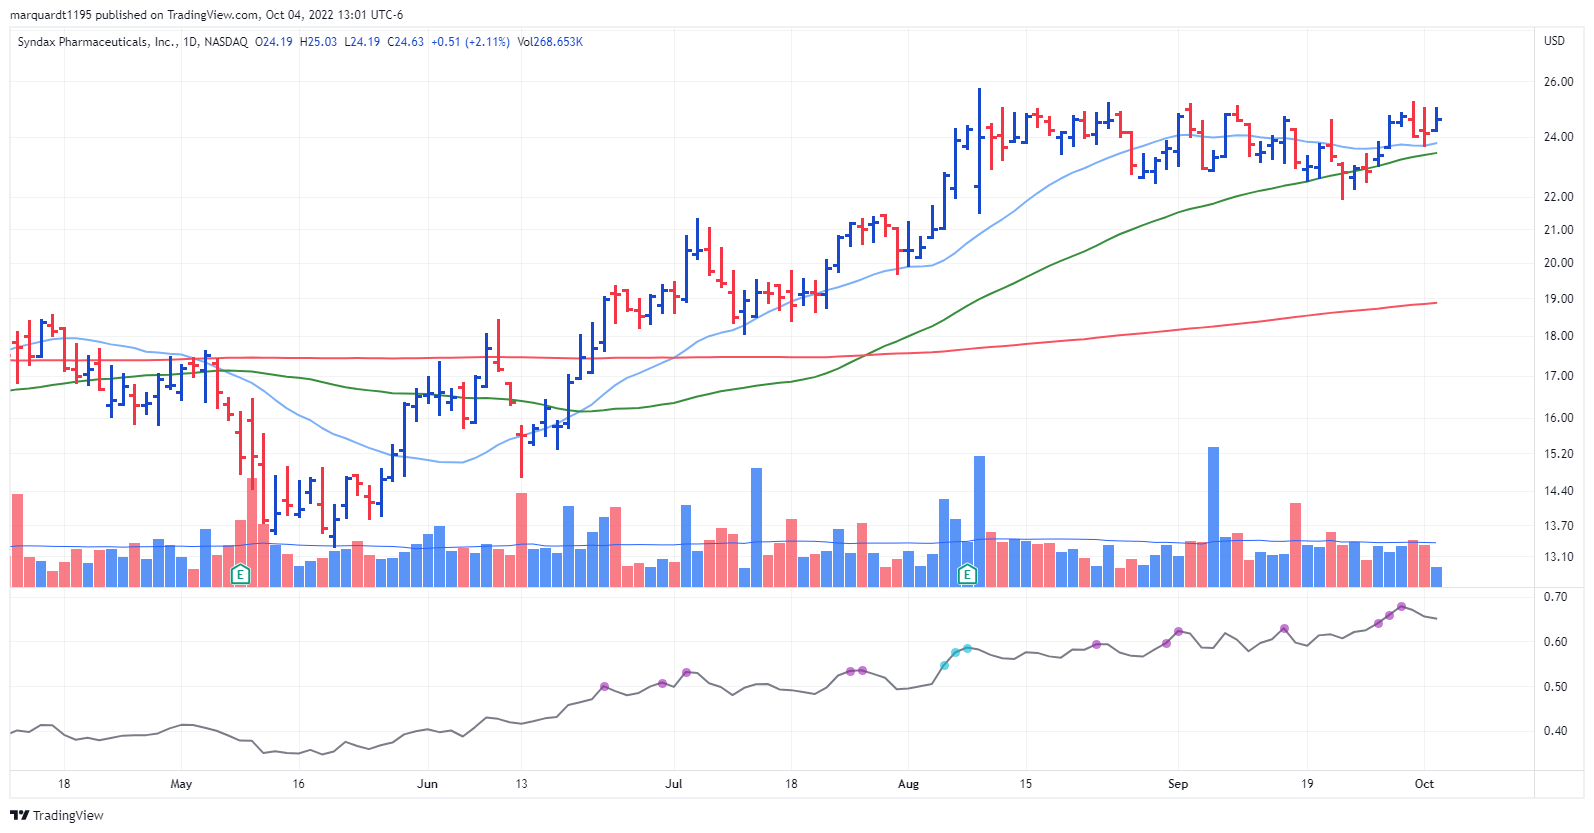 marquardt1195 published on TradingView.com, Oct 04, 2022 13:01 UTC-6
Syndax Pharmaceuticals, Inc., 1D, NASDAQ O24.19 H25.03 L24.19 C24.63 +0.51 (+2.11%) Vol268.653K
USD
26.00
24.00
22.00
21.00
20.00
19.00
18.00
17.00
16.00
15.20
14.40
13.70
13.10
E
E
0.70
0.60
0.50
0.40
18 May 16 Jun 13 Jul 18 Aug 15 Sep 19 Oct
TradingView